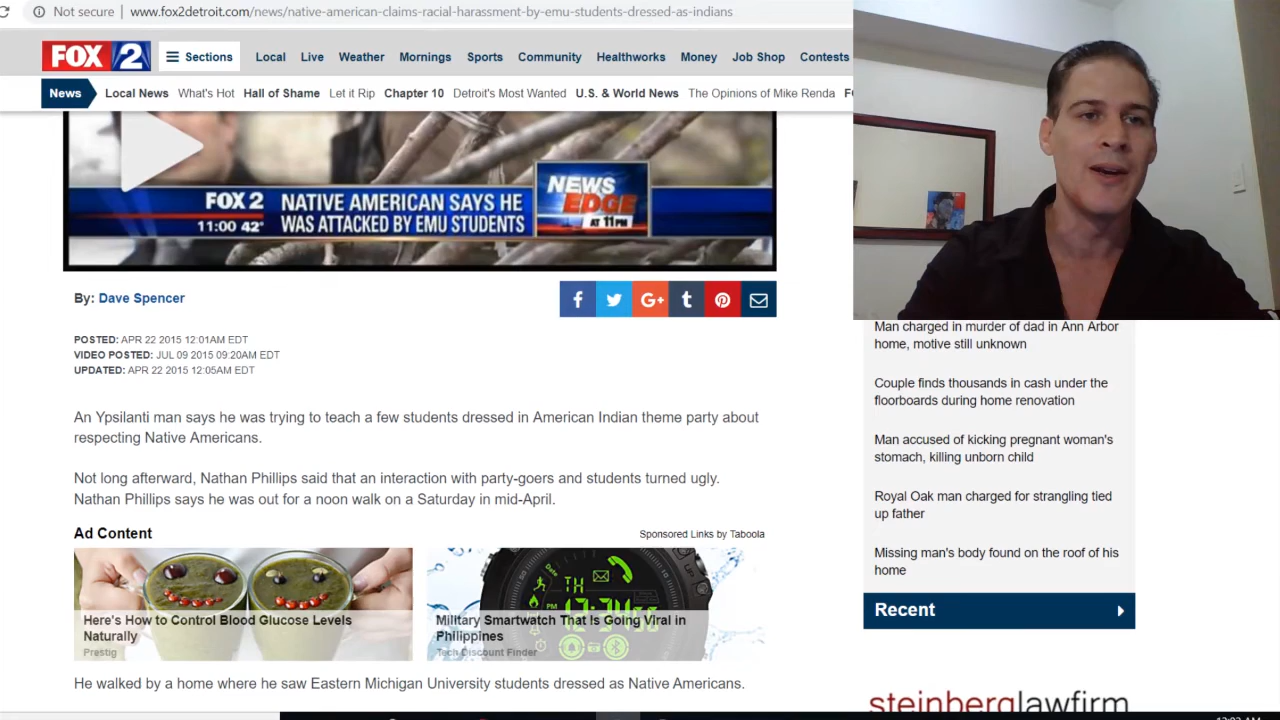 Not secure | www.fox2detroit.com/news/native-american-claims-racial-harassment-by-emu-students-dressed-as-indians
FOX 2 Sections Local Live Weather Mornings Sports Community Healthworks Money Job Shop Contests
News Local News What's Hot Hall of Shame Let it Rip Chapter 10 Detroit's Most Wanted U.S. & World News The Opinions of Mike Renda
FOX 2
11:00 42°
NATIVE AMERICAN SAYS HE
WAS ATTACKED BY EMU STUDENTS
NEWS
EDGE
AT 11PM
By: Dave Spencer
f G+ t
POSTED: APR 22 2015 12:01AM EDT
VIDEO POSTED: JUL 09 2015 09:20AM EDT
UPDATED: APR 22 2015 12:05AM EDT
An Ypsilanti man says he was trying to teach a few students dressed in American Indian theme party about
respecting Native Americans.
Not long afterward, Nathan Phillips said that an interaction with party-goers and students turned ugly.
Nathan Phillips says he was out for a noon walk on a Saturday in mid-April.
Ad Content
Sponsored Links by Taboola
Here's How to Control Blood Glucose Levels
Naturally
Prestig
Military Smartwatch That Is Going Viral in
Philippines
Tech Discount Finder
He walked by a home where he saw Eastern Michigan University students dressed as Native Americans.
Man charged in murder of dad in Ann Arbor
home, motive still unknown
Couple finds thousands in cash under the
floorboards during home renovation
Man accused of kicking pregnant woman's
stomach, killing unborn child
Royal Oak man charged for strangling tied
up father
Missing man's body found on the roof of his
home
Recent
steinberglawfirm